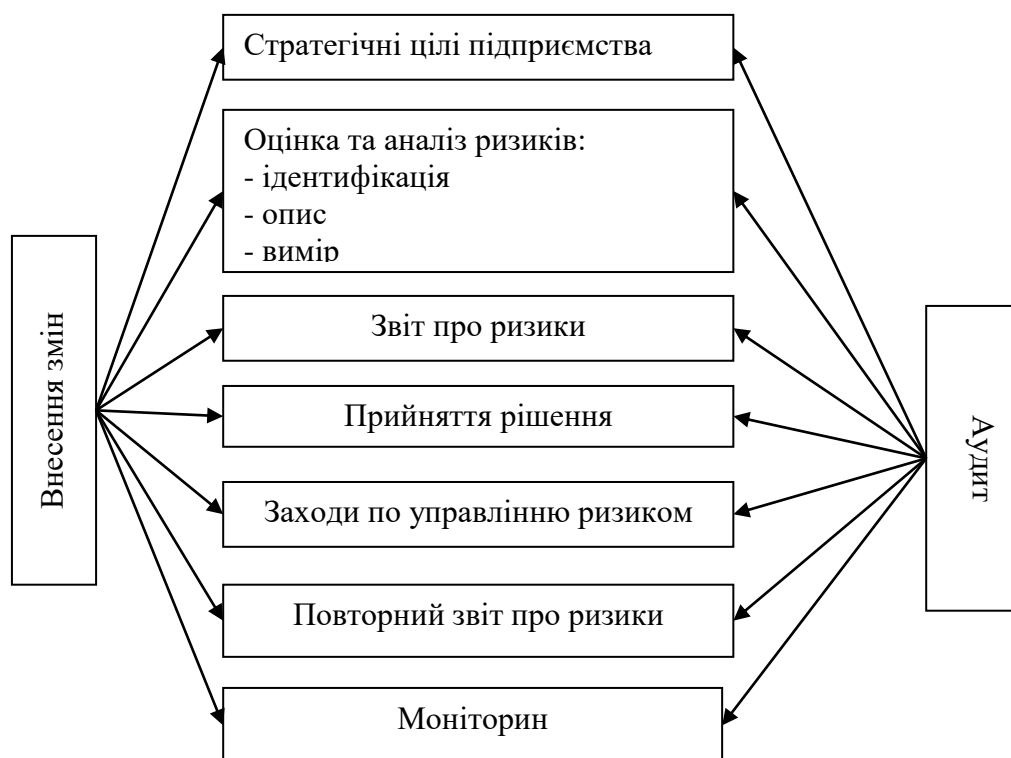 Стратегічні цілі підприємства
Оцінка та аналіз ризиків:
- ідентифікація
- опис
- вимір
Внесення змін
Звіт про ризики
Прийняття рішення
Аудит
Заходи по управлінню ризиком
Повторний звіт про ризики
Моніторин